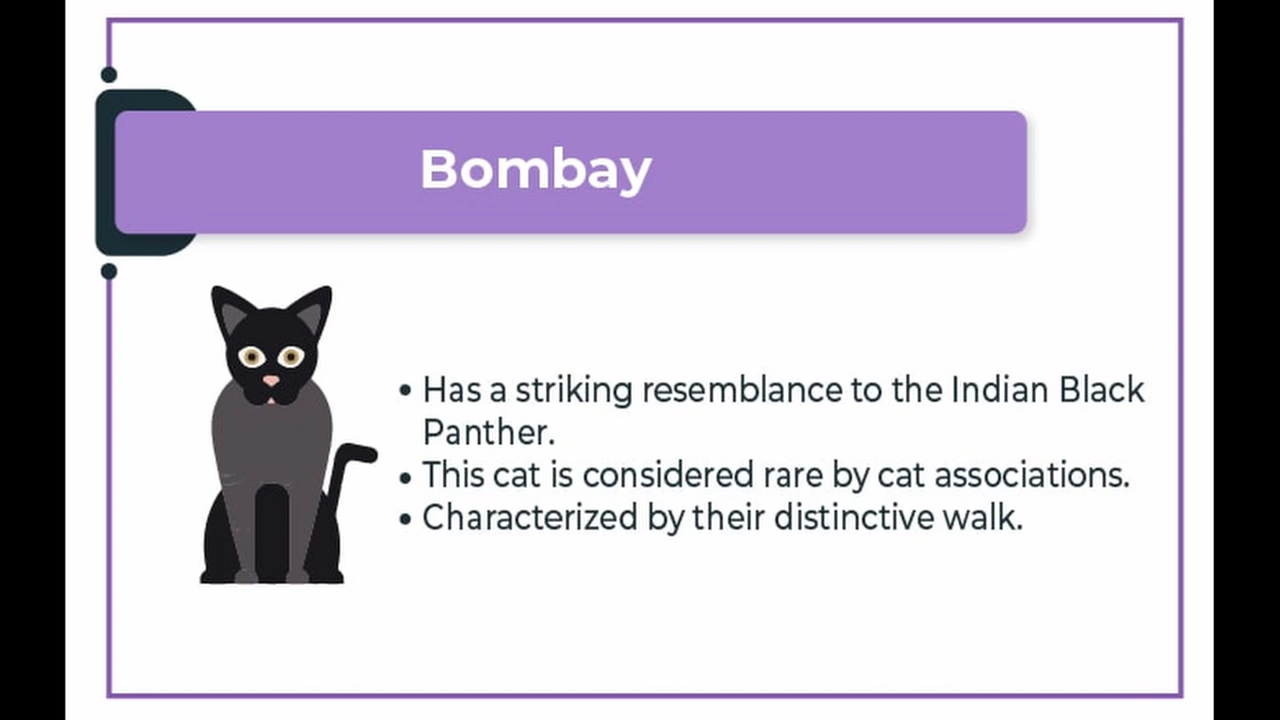 Bombay
• Has a striking resemblance to the Indian Black
Panther.
• This cat is considered rare by cat associations.
• Characterized by their distinctive walk.